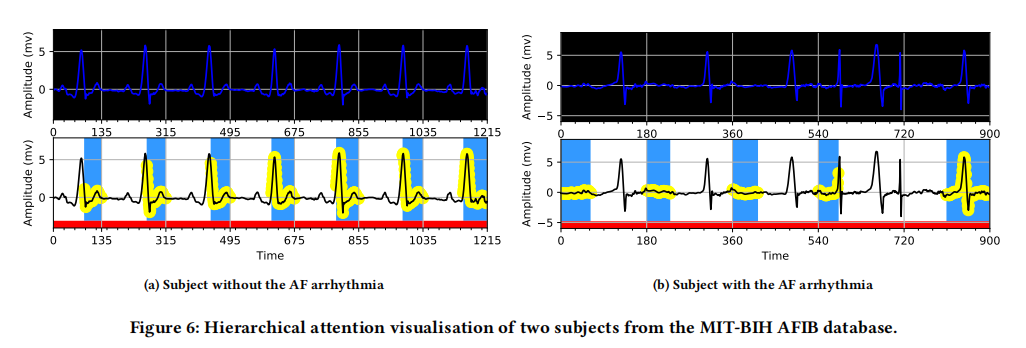 Amplitude (mv)
5
0
0 135 315 495 675 855 1035 1215
Amplitude (mv)
5
0
0 135 315 495 675 855 1035 1215
Time
(a) Subject without the AF arrhythmia
Amplitude (mv)
5
0
−5
0 180 360 540 720 900
Amplitude (mv)
5
0
−5
0 180 360 540 720 900
Time
(b) Subject with the AF arrhythmia
Figure 6: Hierarchical attention visualisation of two subjects from the MIT-BIH AFIB database.